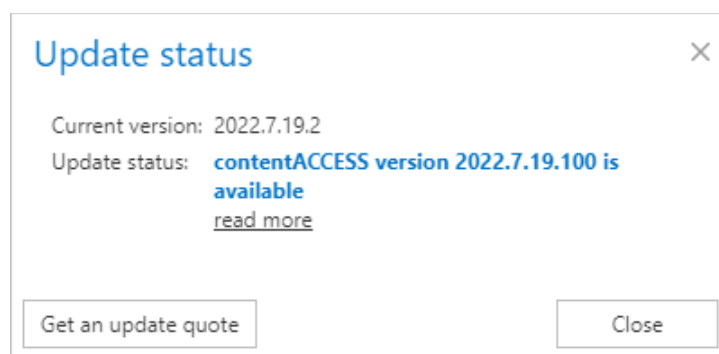 Update status
Current version: 2022.7.19.2
Update status: contentACCESS version 2022.7.19.100 is
available
read more
Get an update quote Close